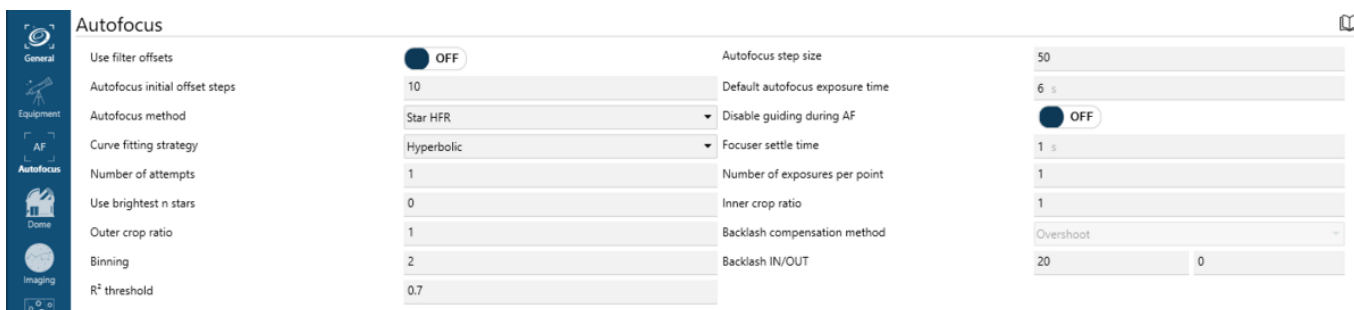 Autofocus
General
Use filter offsets OFF Autofocus step size 50
Autofocus initial offset steps 10 Default autofocus exposure time 6 s
Equipment
Autofocus method Star HFR Disable guiding during AF OFF
AF
Curve fitting strategy Hyperbolic Focuser settle time 1 s
Autofocus
Number of attempts 1 Number of exposures per point 1
Use brightest n stars 0 Inner crop ratio 1
Dome
Outer crop ratio 1 Backlash compensation method Overshoot
Binning 2 Backlash IN/OUT 20 0
Imaging
R² threshold 0.7